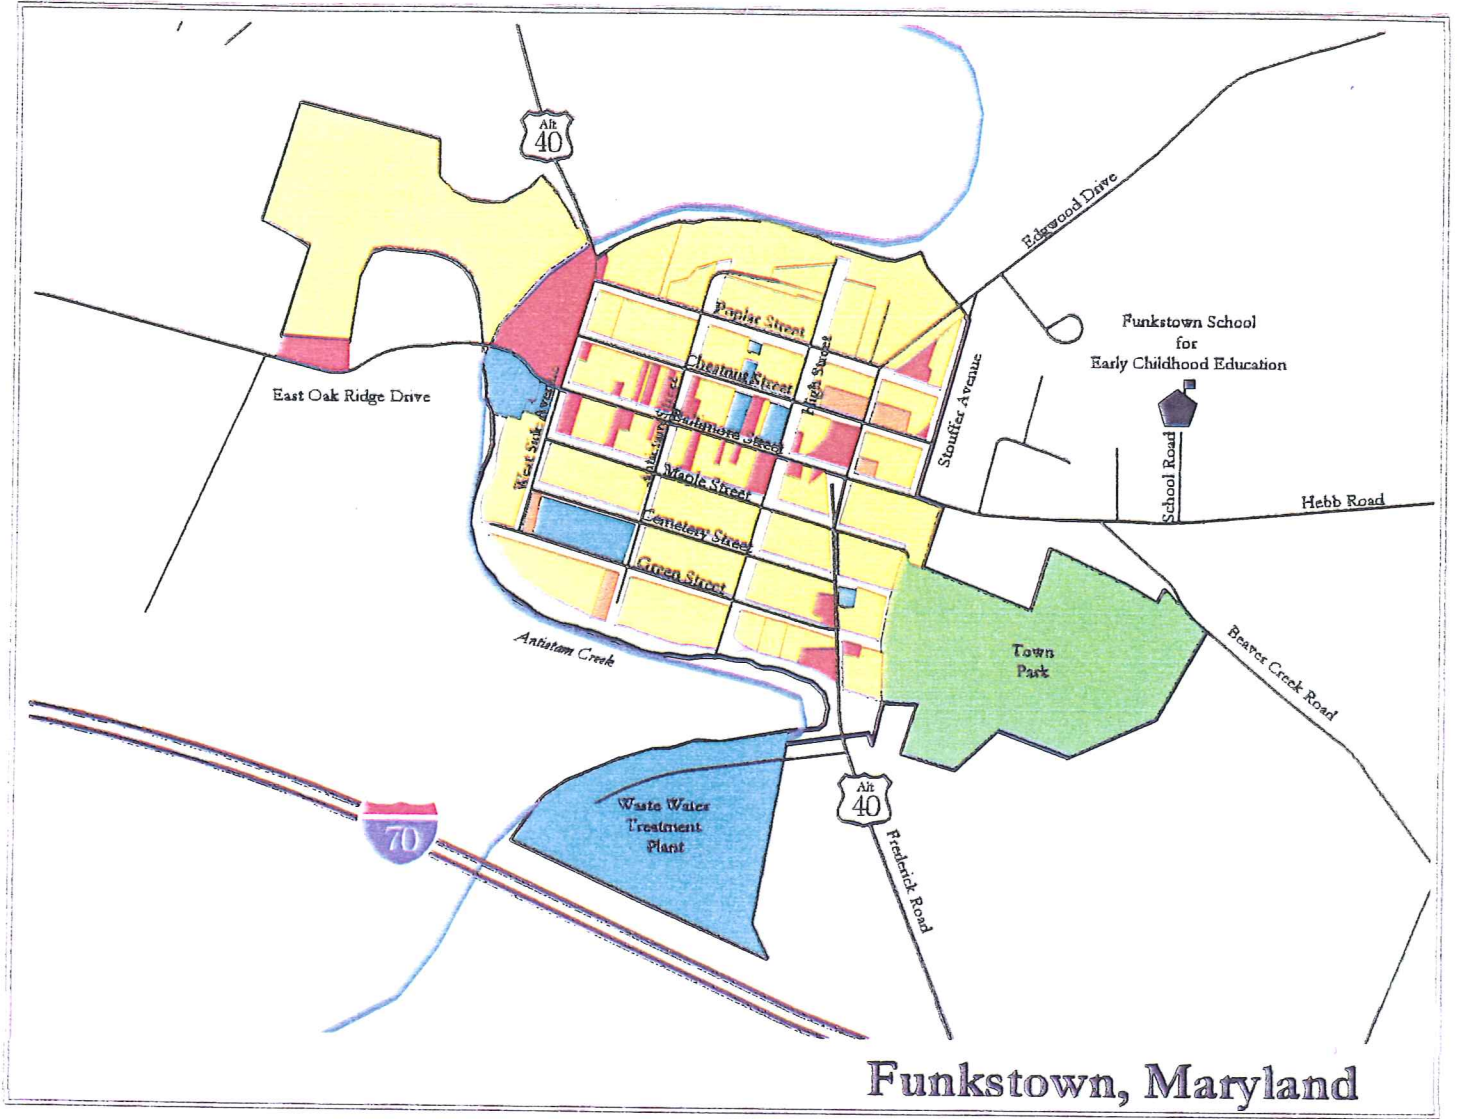 Alt
40
Edgwood Drive
Funkstown School
for
Early Childhood Education
Poplar Street
High Street
Chestnut Street
East Oak Ridge Drive
Stouffer Avenue
Baltimore Street
West Side Avenue
School Road
Maple Street
Hebb Road
Cemetery Street
Green Street
Antietam Creek
Town
Park
Beaver Creek Road
Alt
40
Waste Water
Treatment
Plant
70
Frederick Road
Funkstown, Maryland